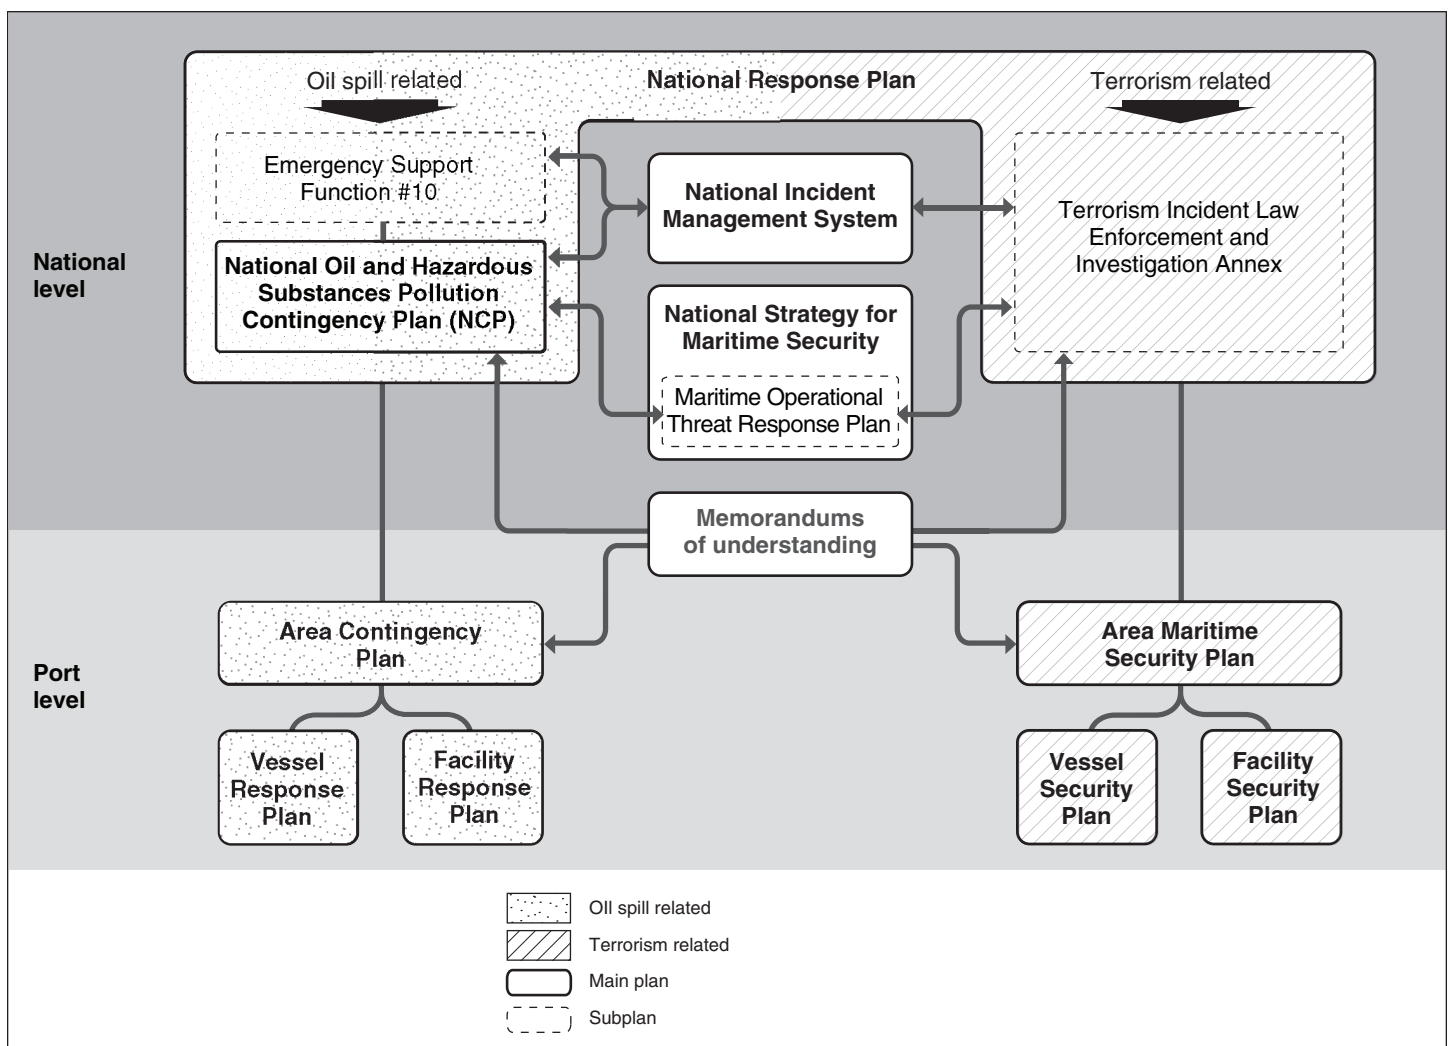 Oil spill related
National Response Plan
Terrorism related
Emergency Support
Function #10
National Incident
Management System
Terrorism Incident Law
Enforcement and
Investigation Annex
National
level
National Oil and Hazardous
Substances Pollution
Contingency Plan (NCP)
National Strategy for
Maritime Security
Maritime Operational
Threat Response Plan
Memorandums
of understanding
Port
level
Area Contingency
Plan
Area Maritime
Security Plan
Vessel
Response
Plan
Facility
Response
Plan
Vessel
Security
Plan
Facility
Security
Plan
OIl spill related
Terrorism related
Main plan
Subplan